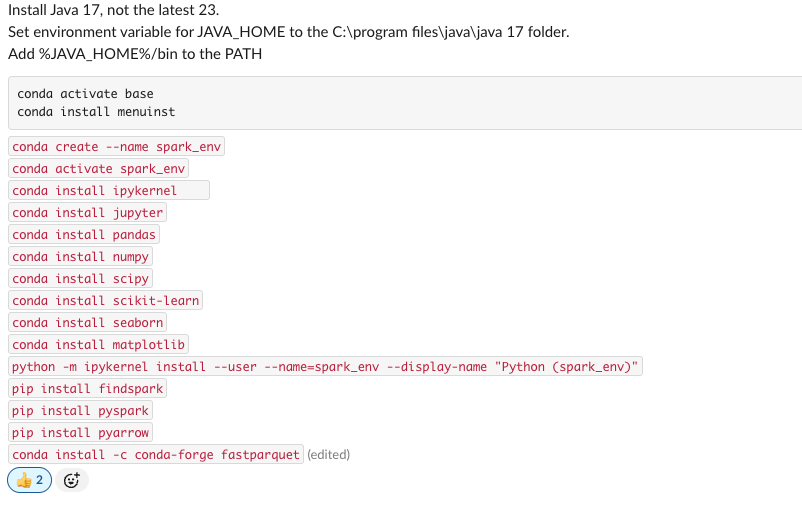 Install Java 17, not the latest 23.
Set environment variable for JAVA_HOME to the C:\program files\java\java 17 folder.
Add %JAVA_HOME%/bin to the PATH
conda activate base
conda install menuinst
conda create --name spark_env
conda activate spark_env
conda install ipykernel
conda install jupyter
conda install pandas
conda install numpy
conda install scipy
conda install scikit-learn
conda install seaborn
conda install matplotlib
python -m ipykernel install --user --name=spark_env --display-name "Python (spark_env)"
pip install findspark
pip install pyspark
pip install pyarrow
conda install -c conda-forge fastparquet (edited)
👍 2